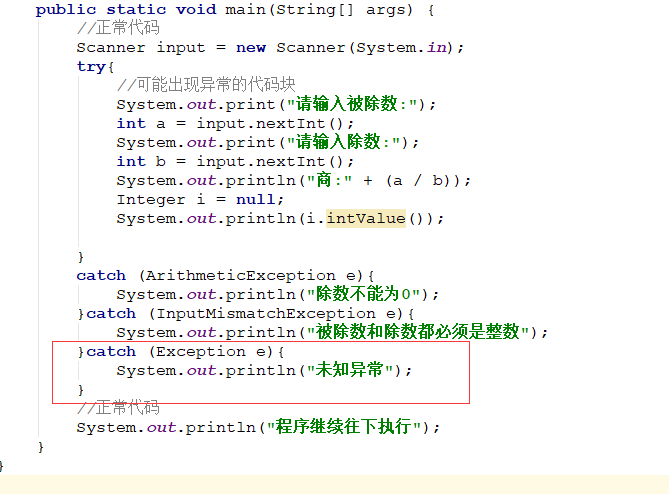 public static void main(String[] args) {
//正常代码
Scanner input = new Scanner(System.in);
try{
//可能出现异常的代码块
System.out.print("请输入被除数:");
int a = input.nextInt();
System.out.print("请输入除数:");
int b = input.nextInt();
System.out.println("商:" + (a / b));
Integer i = null;
System.out.println(i.intValue());
}
catch (ArithmeticException e){
System.out.println("除数不能为0");
}catch (InputMismatchException e){
System.out.println("被除数和除数都必须是整数");
}catch (Exception e){
System.out.println("未知异常");
}
//正常代码
System.out.println("程序继续往下执行");
}
}